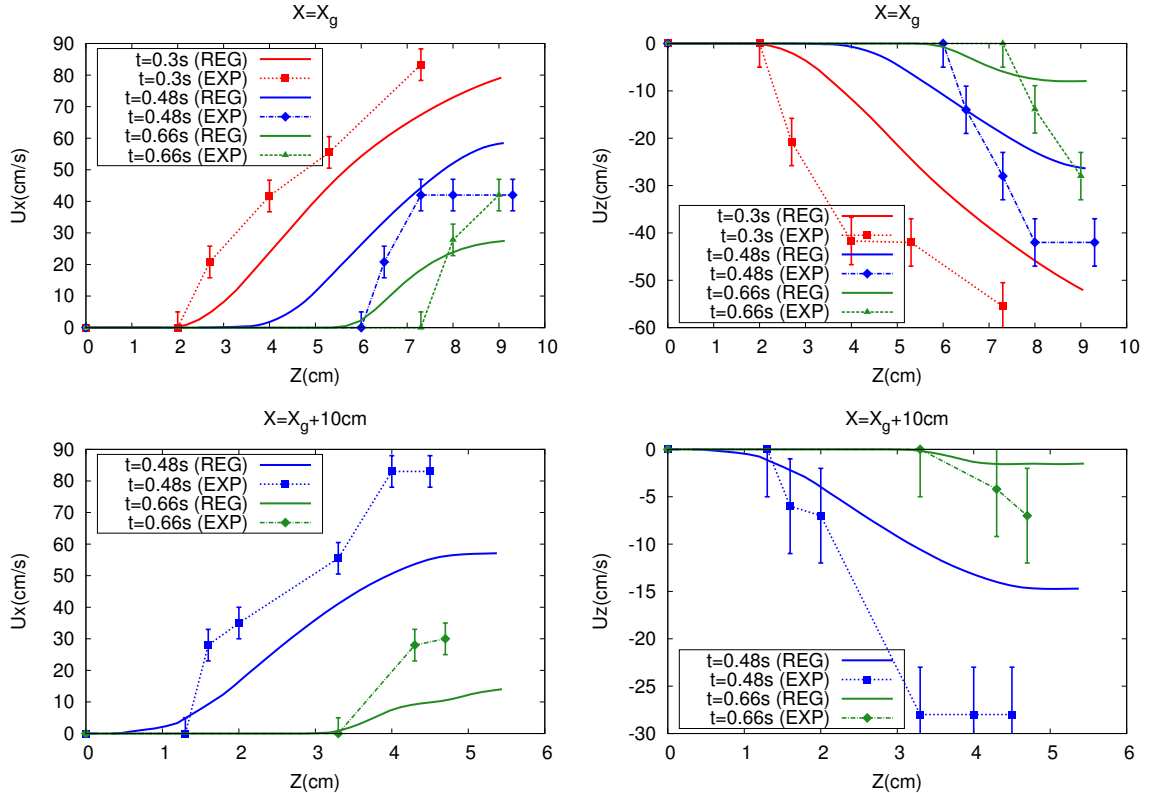 X=Xg
Ux(cm/s)
90
80
70
60
50
40
30
20
10
0
t=0.3s (REG)
t=0.3s (EXP)
t=0.48s (REG)
t=0.48s (EXP)
t=0.66s (REG)
t=0.66s (EXP)
0 1 2 3 4 5 6 7 8 9 10
Z(cm)
X=Xg
Uz(cm/s)
0
-10
-20
-30
-40
-50
-60
t=0.3s (REG)
t=0.3s (EXP)
t=0.48s (REG)
t=0.48s (EXP)
t=0.66s (REG)
t=0.66s (EXP)
0 1 2 3 4 5 6 7 8 9 10
Z(cm)
X=Xg+10cm
Ux(cm/s)
90
80
70
60
50
40
30
20
10
0
t=0.48s (REG)
t=0.48s (EXP)
t=0.66s (REG)
t=0.66s (EXP)
0 1 2 3 4 5 6
Z(cm)
X=Xg+10cm
Uz(cm/s)
0
-5
-10
-15
-20
-25
-30
t=0.48s (REG)
t=0.48s (EXP)
t=0.66s (REG)
t=0.66s (EXP)
0 1 2 3 4 5 6
Z(cm)